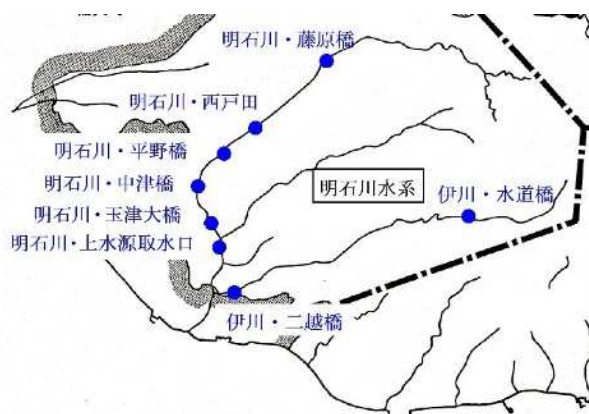 明石川・藤原橋
明石川・西戸田
明石川・平野橋
明石川・中津橋
明石川水系
伊川・水道橋
明石川・玉津大橋
明石川・上水源取水口
伊川・二越橋